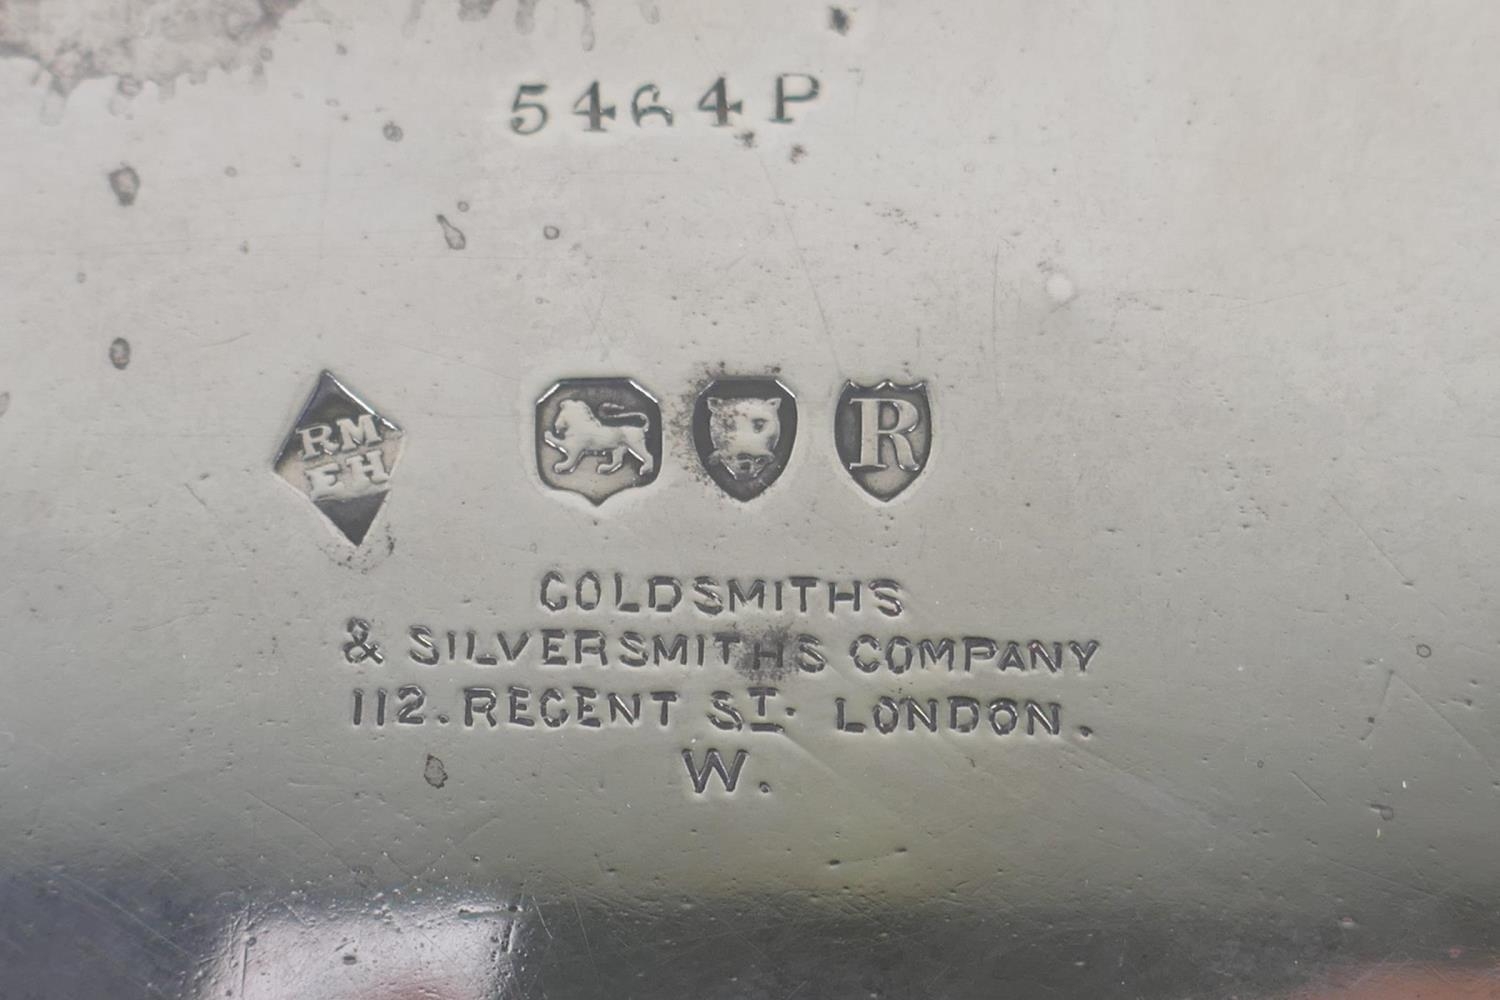 5464P
RM
EH
R
GOLDSMITHS
& SILVERSMITHS COMPANY
112. REGENT ST. LONDON.
W.